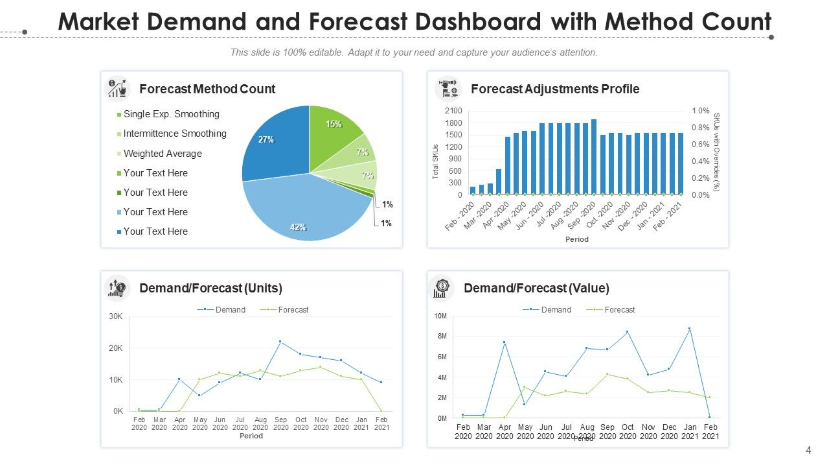 Market Demand and Forecast Dashboard with Method Count
This slide is 100% editable. Adapt it to your need and capture your audience's attention.
Forecast Method Count
Single Exp. Smoothing
Intermittence Smoothing
Weighted Average
Your Text Here
Your Text Here
Your Text Here
Your Text Here
15%
7%
7%
1%
1%
42%
27%
Forecast Adjustments Profile
Total SKUs
2100
1800
1500
1200
900
600
300
0
1.0%
0.8%
0.6%
0.4%
0.2%
0.0%
SKUs with Overrides (%)
Feb -2020
Mar -2020
Apr -2020
May -2020
Jun - 2020
Jul -2020
Aug -2020
Sep -2020
Oct -2020
Nov -2020
Dec -2020
Jan -2021
Feb -2021
Period
Demand/Forecast (Units)
Demand Forecast
30K
20K
10K
0K
Feb Mar Apr May Jun Jul Aug Sep Oct Nov Dec Jan Feb
2020 2020 2020 2020 2020 2020 2020 2020 2020 2020 2020 2021 2021
Period
Demand/Forecast (Value)
Demand Forecast
10M
8M
6M
4M
2M
0M
Feb Mar Apr May Jun Jul Aug Sep Oct Nov Dec Jan Feb
2020 2020 2020 2020 2020 2020 2020 2020 2020 2020 2020 2021 2021
Period
4